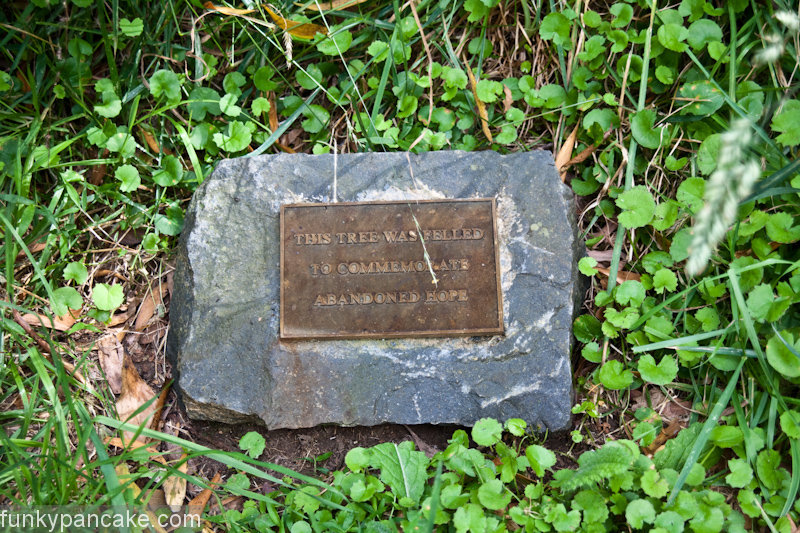 THIS TREE WAS FELLED
TO COMMEMORATE
ABANDONED HOPE
funkypancake.com